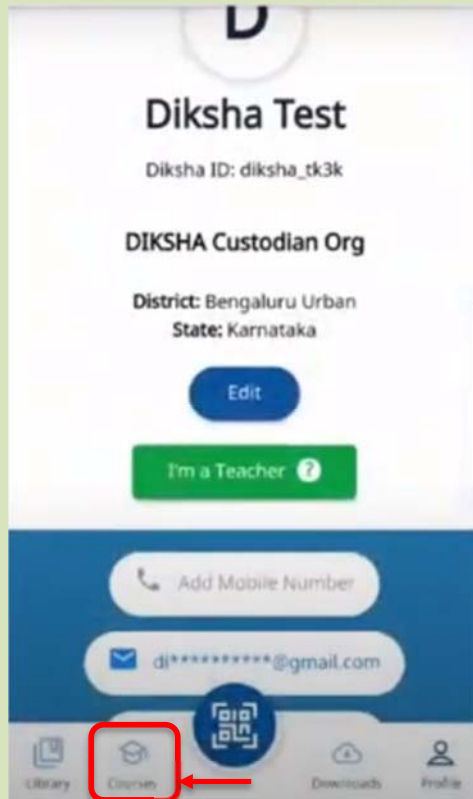 D
Diksha Test
Diksha ID: diksha_tk3k
DIKSHA Custodian Org
District: Bengaluru Urban
State: Karnataka
Edit
I'm a Teacher ?
Add Mobile Number
di**********@gmail.com
Library Courses Downloads Profile